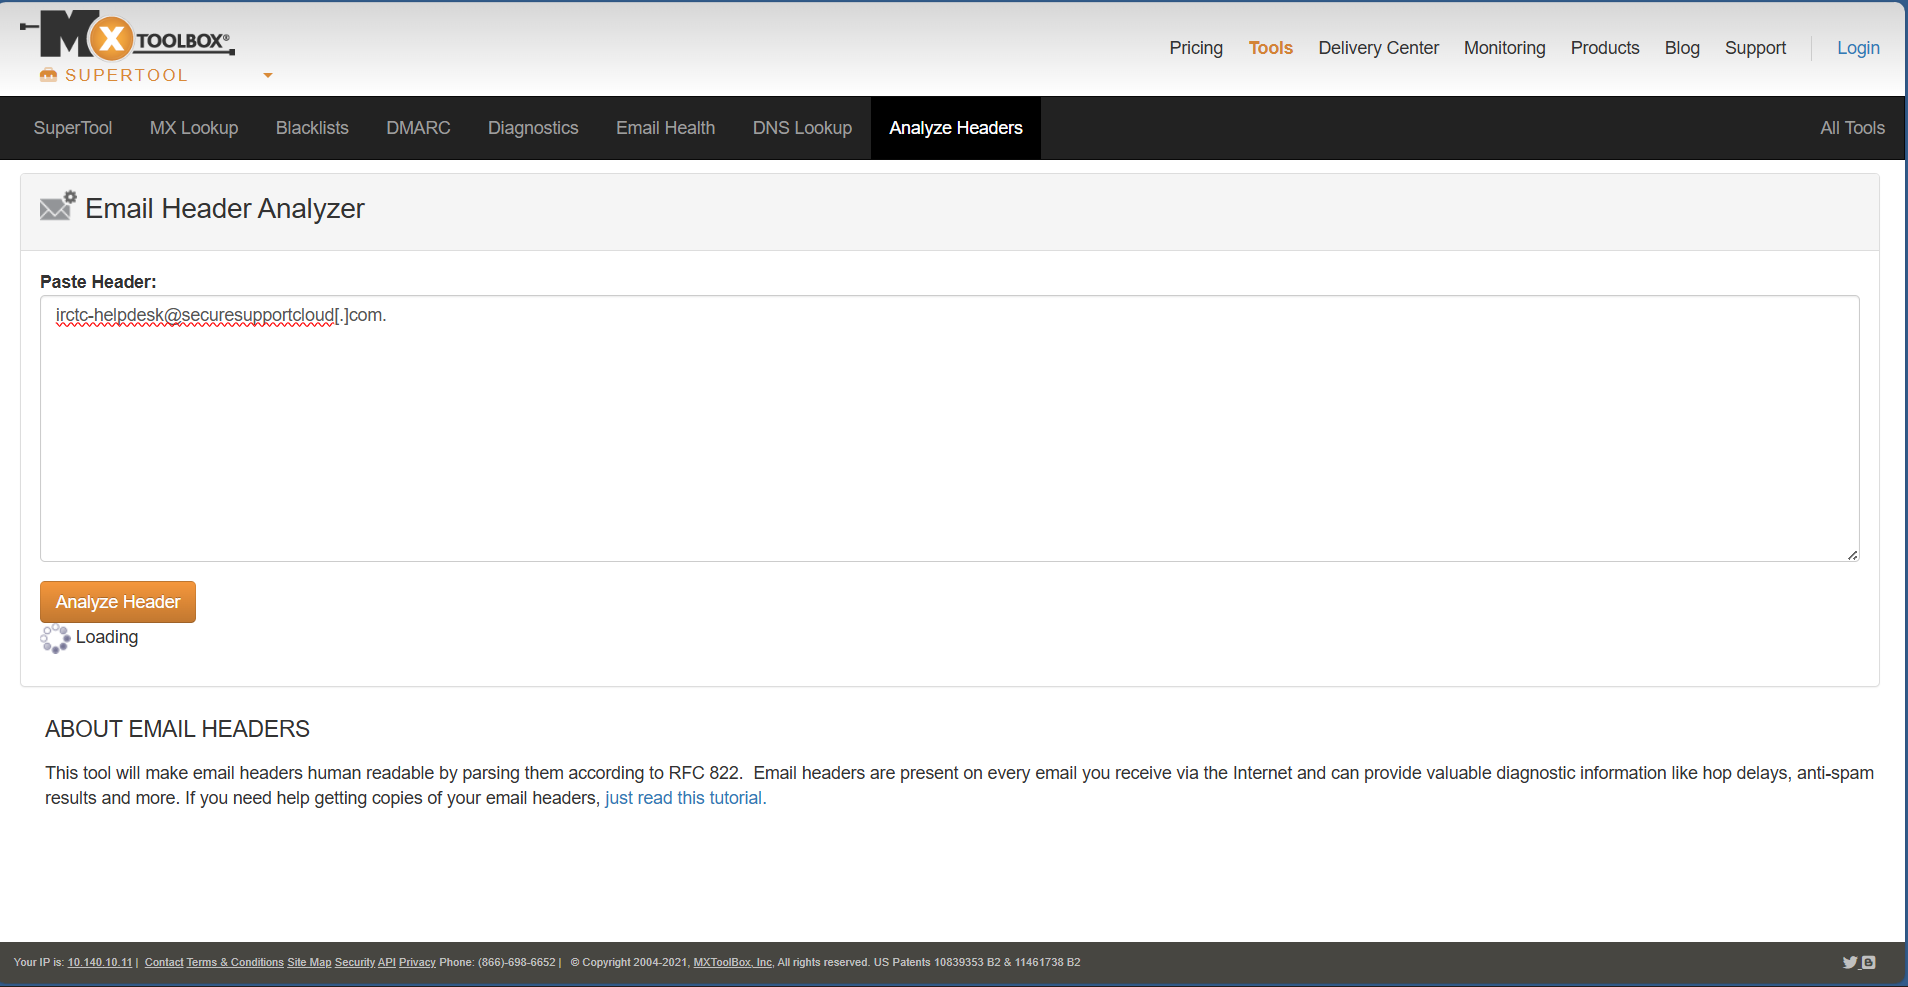 MX TOOLBOX®
SUPERTOOL
Pricing Tools Delivery Center Monitoring Products Blog Support Login
SuperTool MX Lookup Blacklists DMARC Diagnostics Email Health DNS Lookup Analyze Headers All Tools
Email Header Analyzer
Paste Header:
irctc-helpdesk@securesupportcloud[.]com.
Analyze Header
Loading
ABOUT EMAIL HEADERS
This tool will make email headers human readable by parsing them according to RFC 822.  Email headers are present on every email you receive via the Internet and can provide valuable diagnostic information like hop delays, anti-spam
results and more. If you need help getting copies of your email headers, just read this tutorial.
Your IP is: 10.140.10.11 | Contact Terms & Conditions Site Map Security API Privacy Phone: (866)-698-6652 | © Copyright 2004-2021, MXToolBox, Inc, All rights reserved. US Patents 10839353 B2 & 11461738 B2